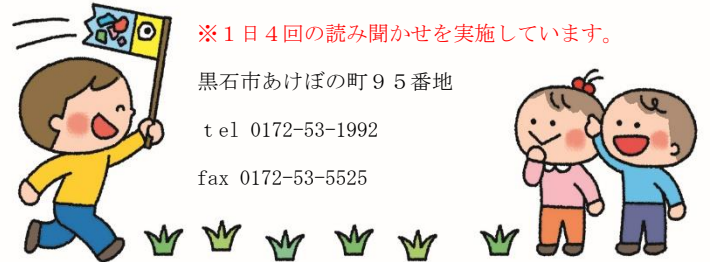 ※１日４回の読み聞かせを実施しています。
黒石市あけぼの町９５番地
ｔel 0172-53-1992
fax 0172-53-5525